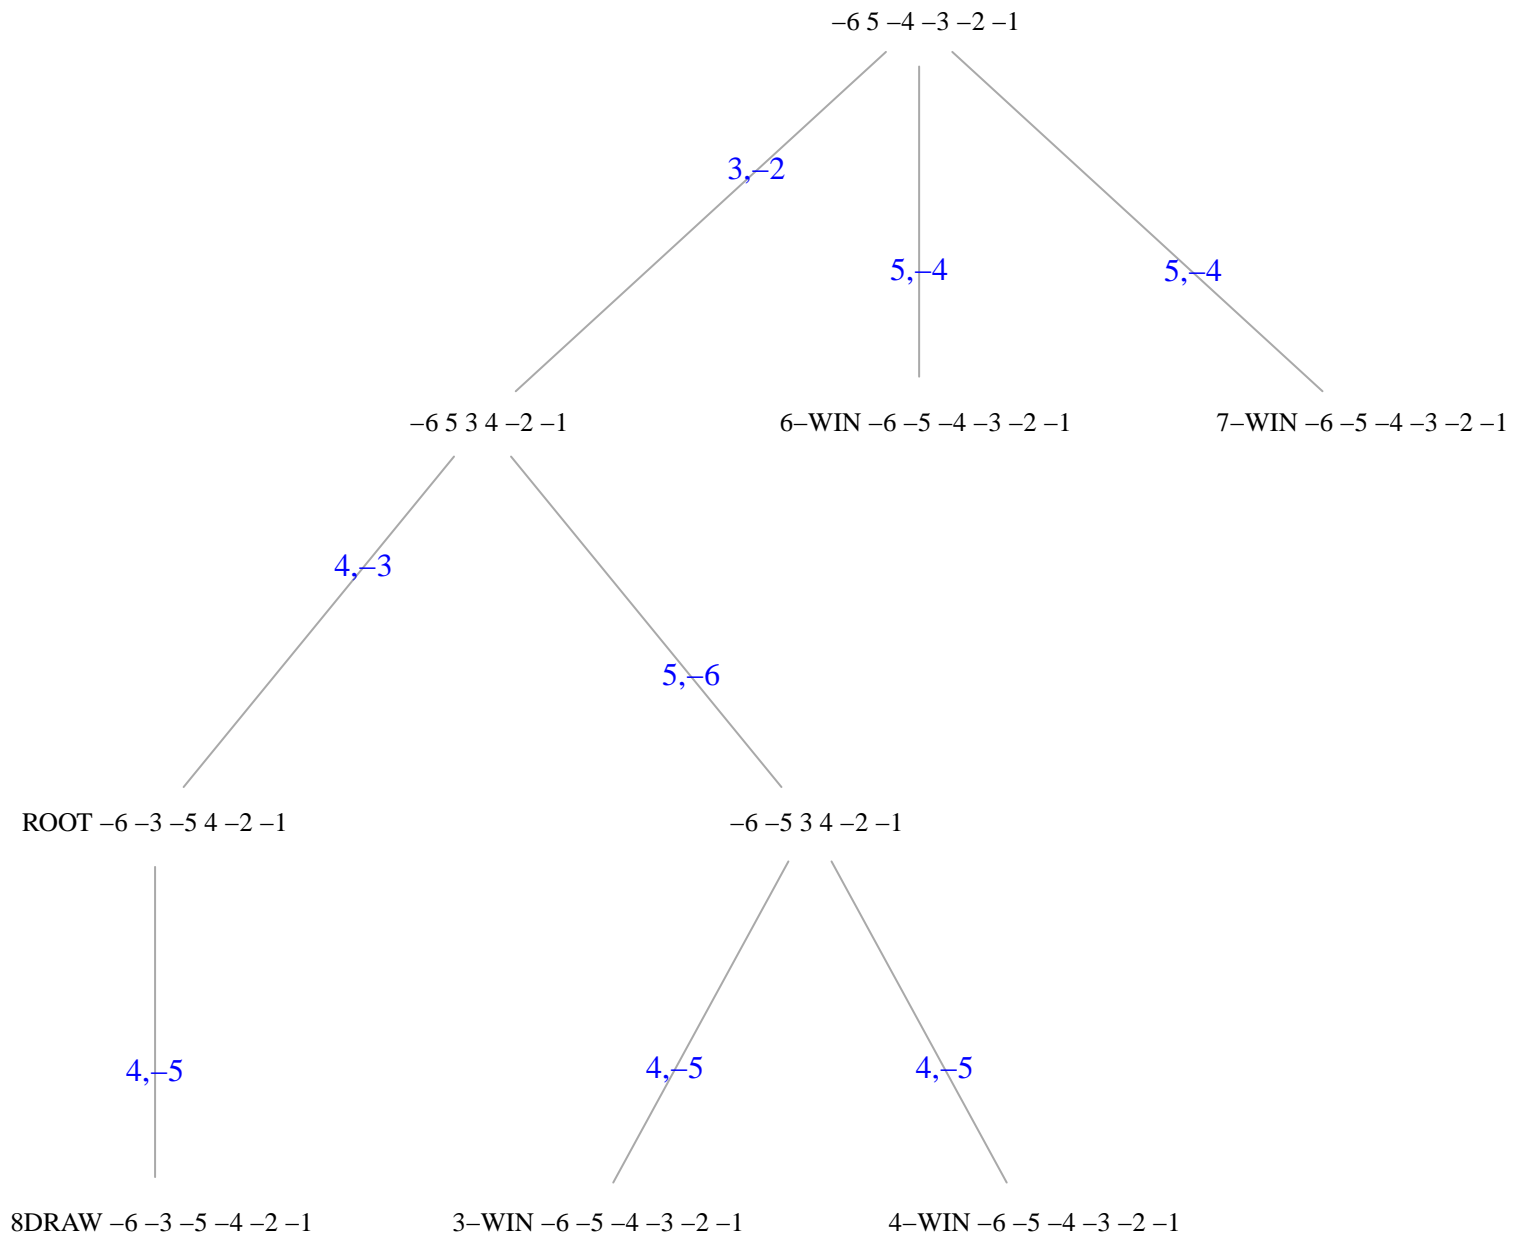 –6 5 –4 –3 –2 –1
3,–2
5,–4
5,–4
–6 5 3 4 –2 –1
6–WIN –6 –5 –4 –3 –2 –1
7–WIN –6 –5 –4 –3 –2 –1
4,–3
5,–6
ROOT –6 –3 –5 4 –2 –1
–6 –5 3 4 –2 –1
4,–5
4,–5
4,–5
8DRAW –6 –3 –5 –4 –2 –1
3–WIN –6 –5 –4 –3 –2 –1
4–WIN –6 –5 –4 –3 –2 –1